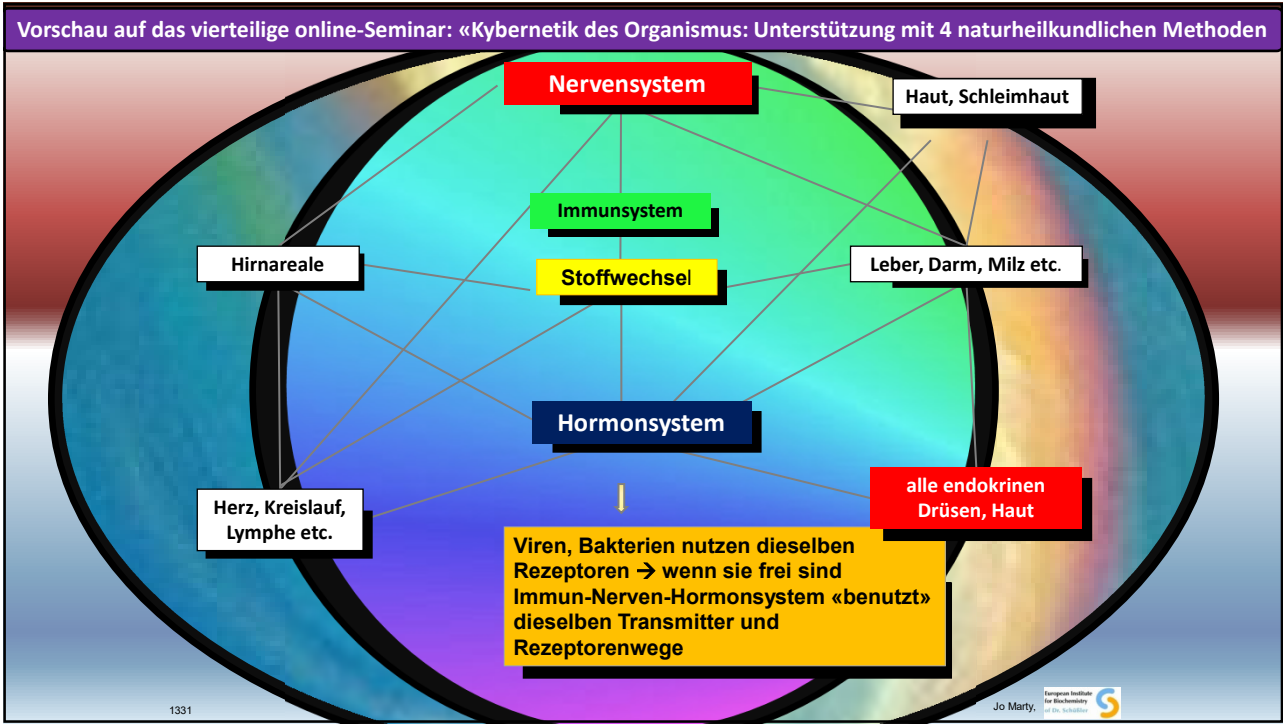 Vorschau auf das vierteilige online-Seminar: «Kybernetik des Organismus: Unterstützung mit 4 naturheilkundlichen Methoden
Nervensystem
Haut, Schleimhaut
Immunsystem
Hirnareale
Stoffwechsel
Leber, Darm, Milz etc.
Hormonsystem
alle endokrinen
Drüsen, Haut
Herz, Kreislauf,
Lymphe etc.
Viren, Bakterien nutzen dieselben
Rezeptoren → wenn sie frei sind
Immun-Nerven-Hormonsystem «benutzt»
dieselben Transmitter und
Rezeptorenwege
1331
Jo Marty,
European Institute
for Biochemistry
of Dr. Schüßler